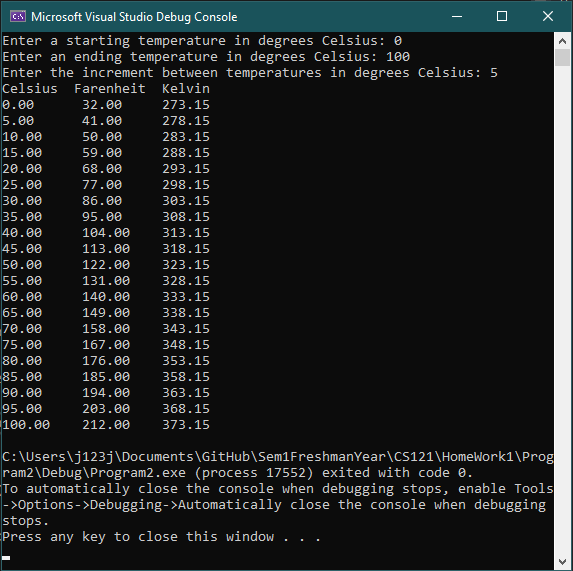 Microsoft Visual Studio Debug Console
Enter a starting temperature in degrees Celsius: 0
Enter an ending temperature in degrees Celsius: 100
Enter the increment between temperatures in degrees Celsius: 5
Celsius  Farenheit  Kelvin
0.00      32.00     273.15
5.00      41.00     278.15
10.00     50.00     283.15
15.00     59.00     288.15
20.00     68.00     293.15
25.00     77.00     298.15
30.00     86.00     303.15
35.00     95.00     308.15
40.00     104.00    313.15
45.00     113.00    318.15
50.00     122.00    323.15
55.00     131.00    328.15
60.00     140.00    333.15
65.00     149.00    338.15
70.00     158.00    343.15
75.00     167.00    348.15
80.00     176.00    353.15
85.00     185.00    358.15
90.00     194.00    363.15
95.00     203.00    368.15
100.00    212.00    373.15
C:\Users\j123j\Documents\GitHub\Sem1FreshmanYear\CS121\HomeWork1\Prog
ram2\Debug\Program2.exe (process 17552) exited with code 0.
To automatically close the console when debugging stops, enable Tools
->Options->Debugging->Automatically close the console when debugging
stops.
Press any key to close this window . . .